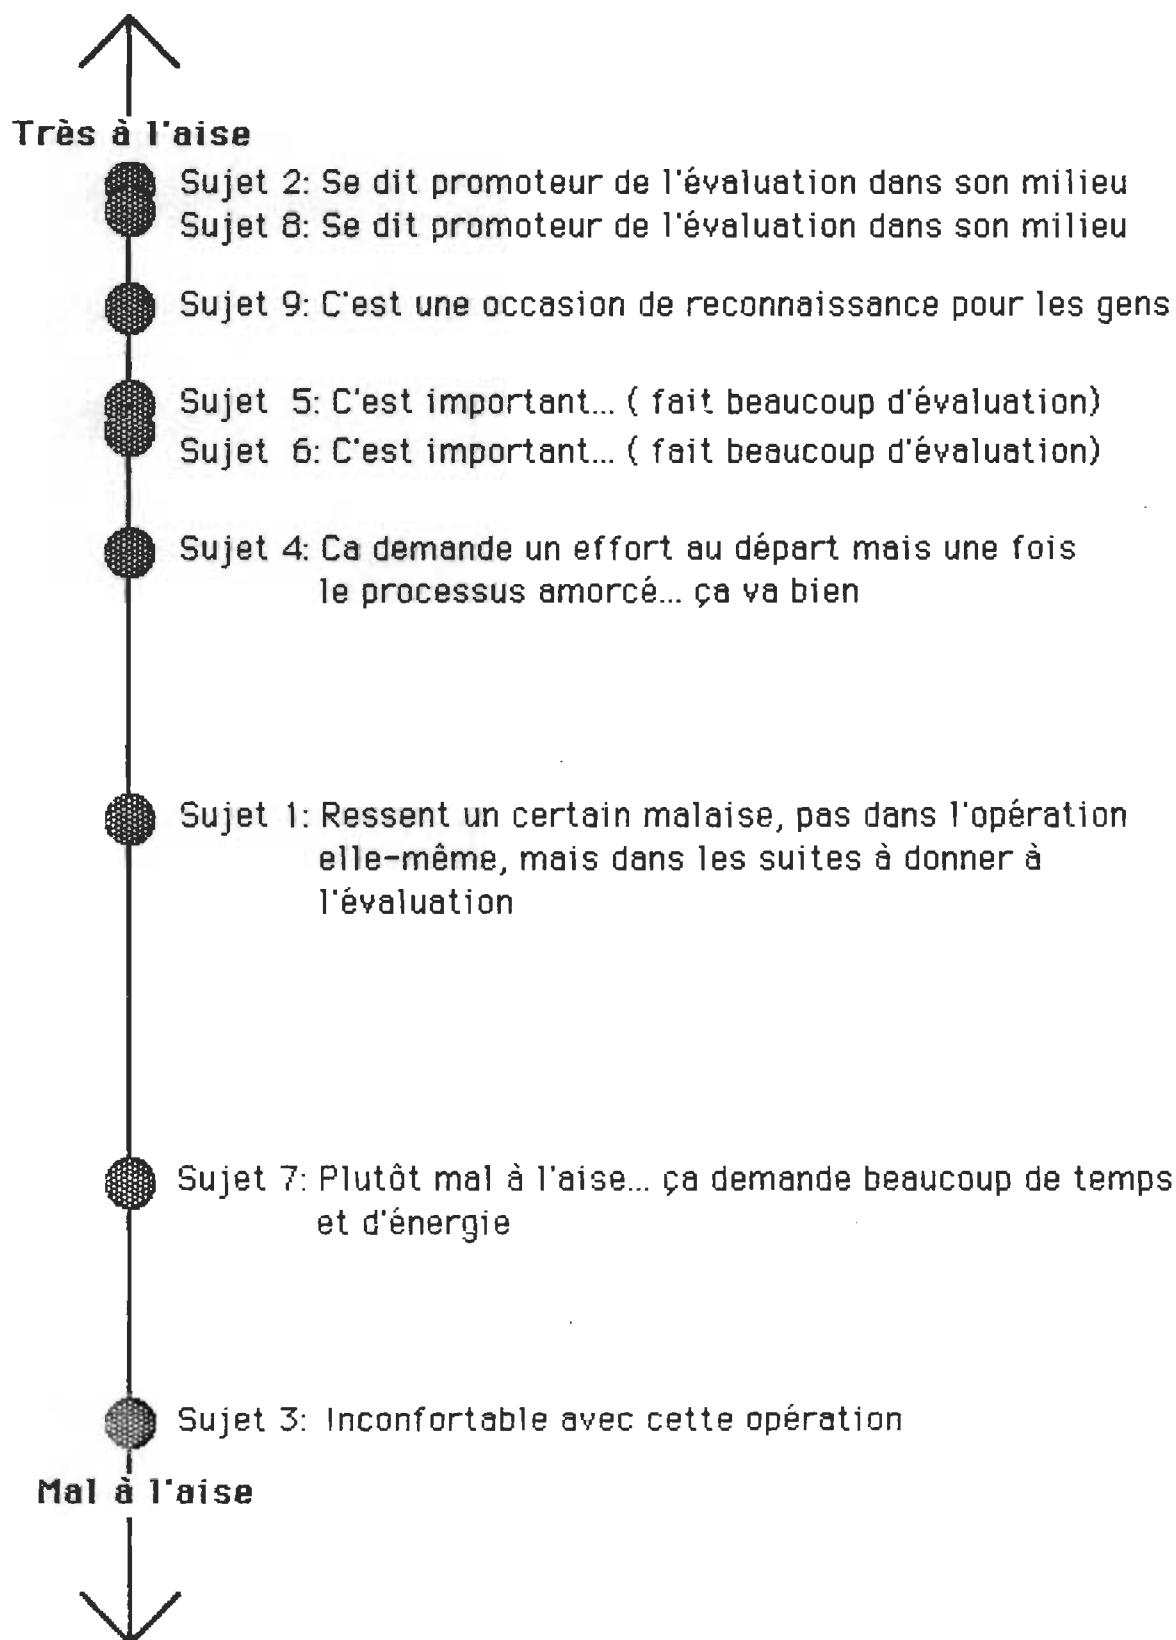 Très à l'aise
Sujet 2: Se dit promoteur de l'évaluation dans son milieu
Sujet 8: Se dit promoteur de l'évaluation dans son milieu
Sujet 9: C'est une occasion de reconnaissance pour les gens
Sujet 5: C'est important... ( fait beaucoup d'évaluation)
Sujet 6: C'est important... ( fait beaucoup d'évaluation)
Sujet 4: Ca demande un effort au départ mais une fois
le processus amorcé... ça va bien
Sujet 1: Ressent un certain malaise, pas dans l'opération
elle-même, mais dans les suites à donner à
l'évaluation
Sujet 7: Plutôt mal à l'aise... ça demande beaucoup de temps
et d'énergie
Sujet 3: Inconfortable avec cette opération
Mal à l'aise